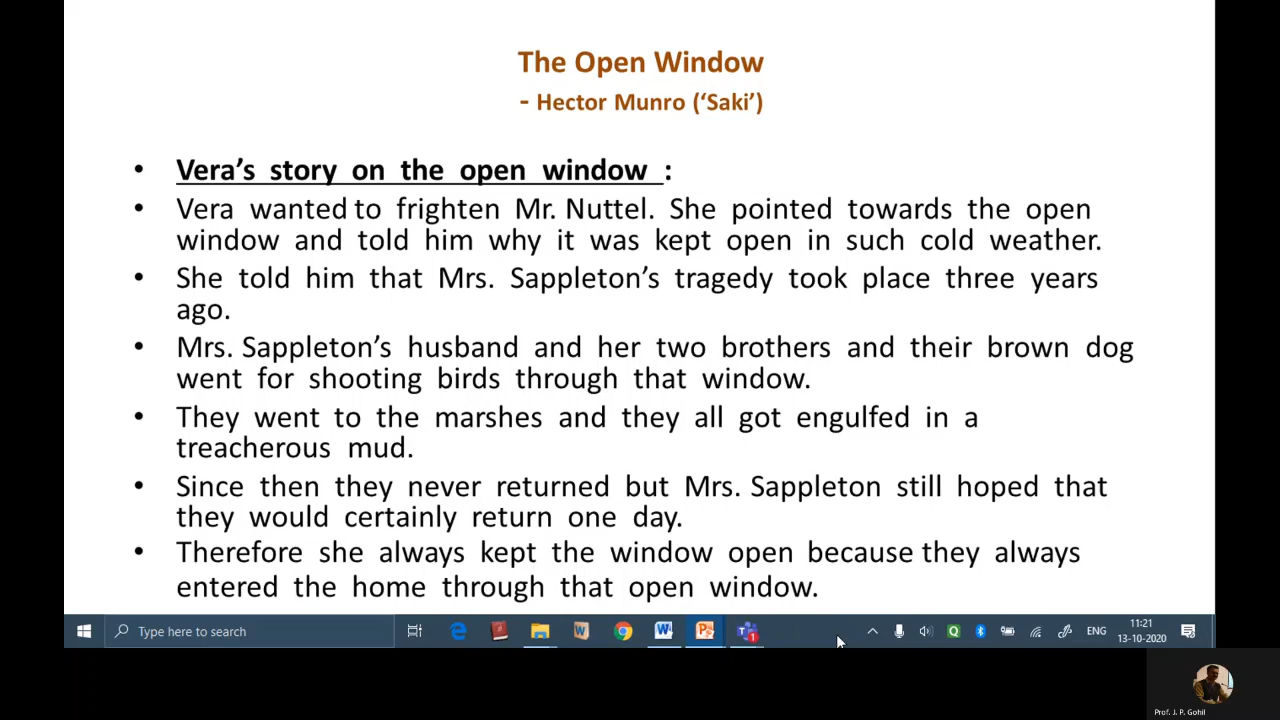 The Open Window
- Hector Munro (‘Saki’)
• Vera’s story on the open window :
• Vera wanted to frighten Mr. Nuttel. She pointed towards the open
window and told him why it was kept open in such cold weather.
• She told him that Mrs. Sappleton’s tragedy took place three years
ago.
• Mrs. Sappleton’s husband and her two brothers and their brown dog
went for shooting birds through that window.
• They went to the marshes and they all got engulfed in a
treacherous mud.
• Since then they never returned but Mrs. Sappleton still hoped that
they would certainly return one day.
• Therefore she always kept the window open because they always
entered the home through that open window.
Type here to search
ENG
11:21
13-10-2020
Prof. J. P. Gohil